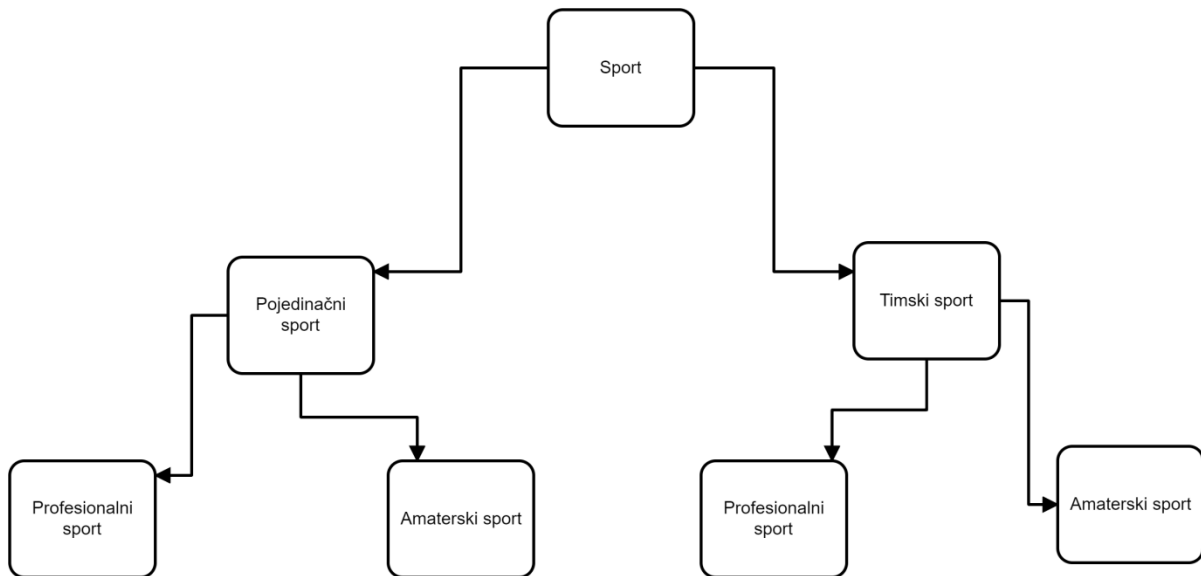 Sport
Pojedinačni
sport
Timski sport
Profesionalni
sport
Amaterski sport
Profesionalni
sport
Amaterski sport